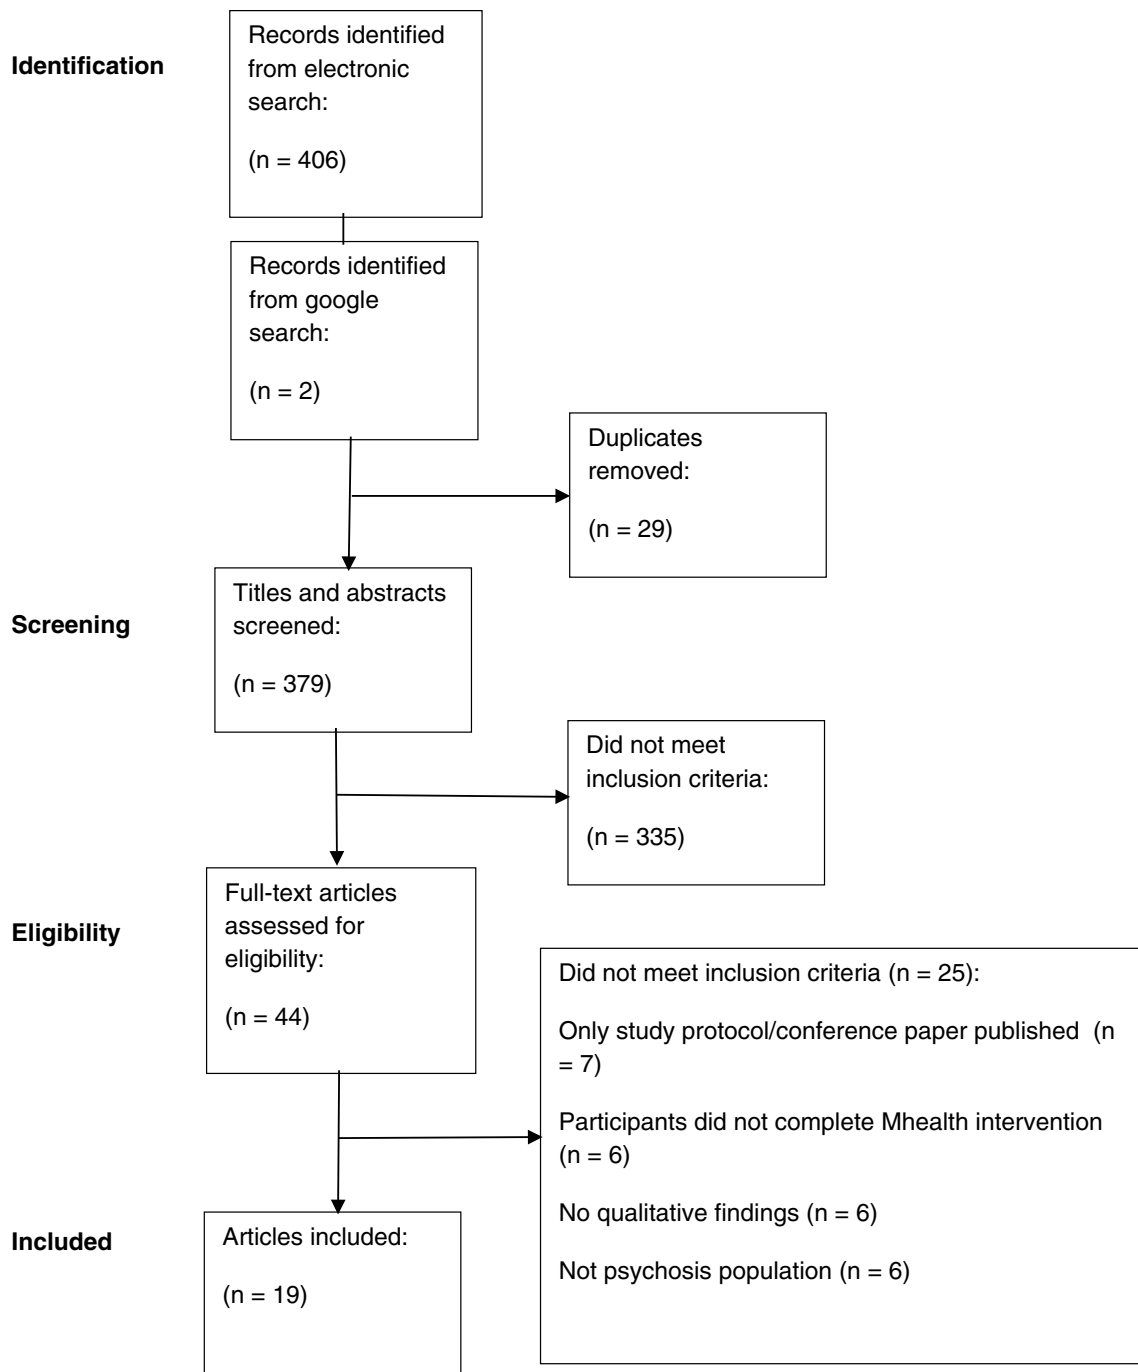 Identification
Records identified
from electronic
search:
(n = 406)
Records identified
from google
search:
(n = 2)
Duplicates
removed:
(n = 29)
Screening
Titles and abstracts
screened:
(n = 379)
Did not meet
inclusion criteria:
(n = 335)
Eligibility
Full-text articles
assessed for
eligibility:
(n = 44)
Did not meet inclusion criteria (n = 25):
Only study protocol/conference paper published (n
= 7)
Participants did not complete Mhealth intervention
(n = 6)
No qualitative findings (n = 6)
Not psychosis population (n = 6)
Included
Articles included:
(n = 19)